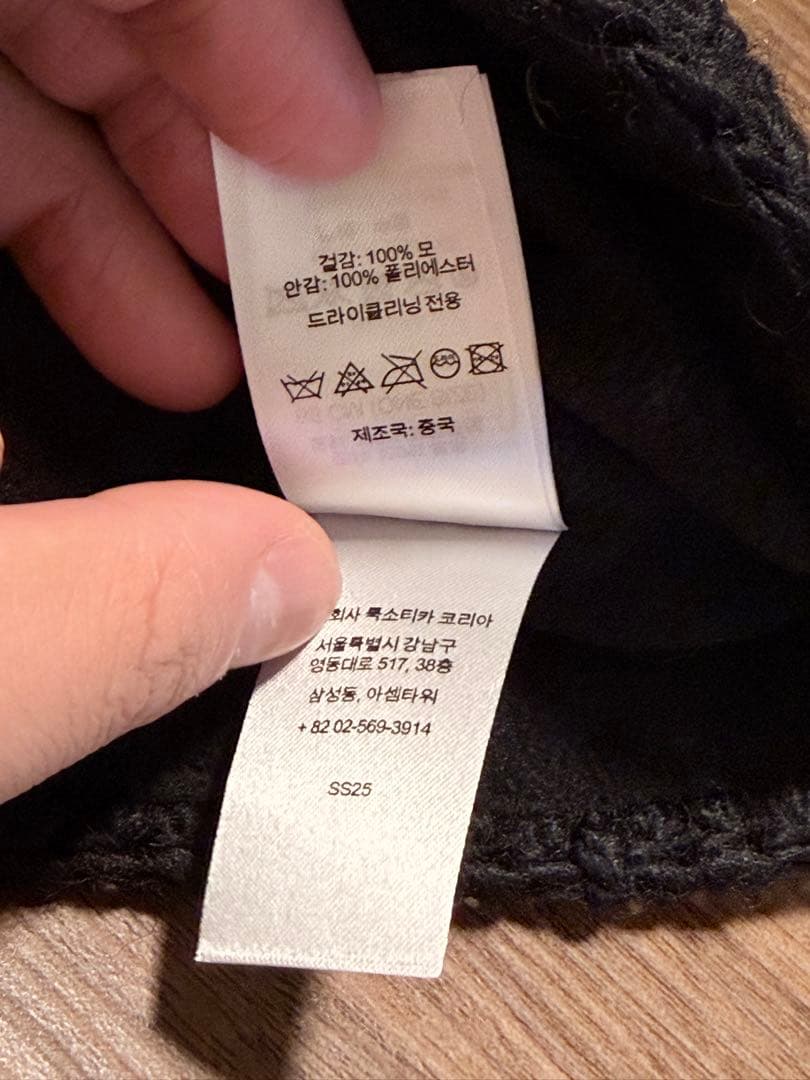 걸감: 100% 모
안감: 100% 폴리에스터
드라이클리닝 전용
제조국: 중국
회사 룩소티카 코리아
서울특별시 강남구
영동대로 517, 38층
삼성동, 아셈타워
+ 82 02-569-3914
SS25